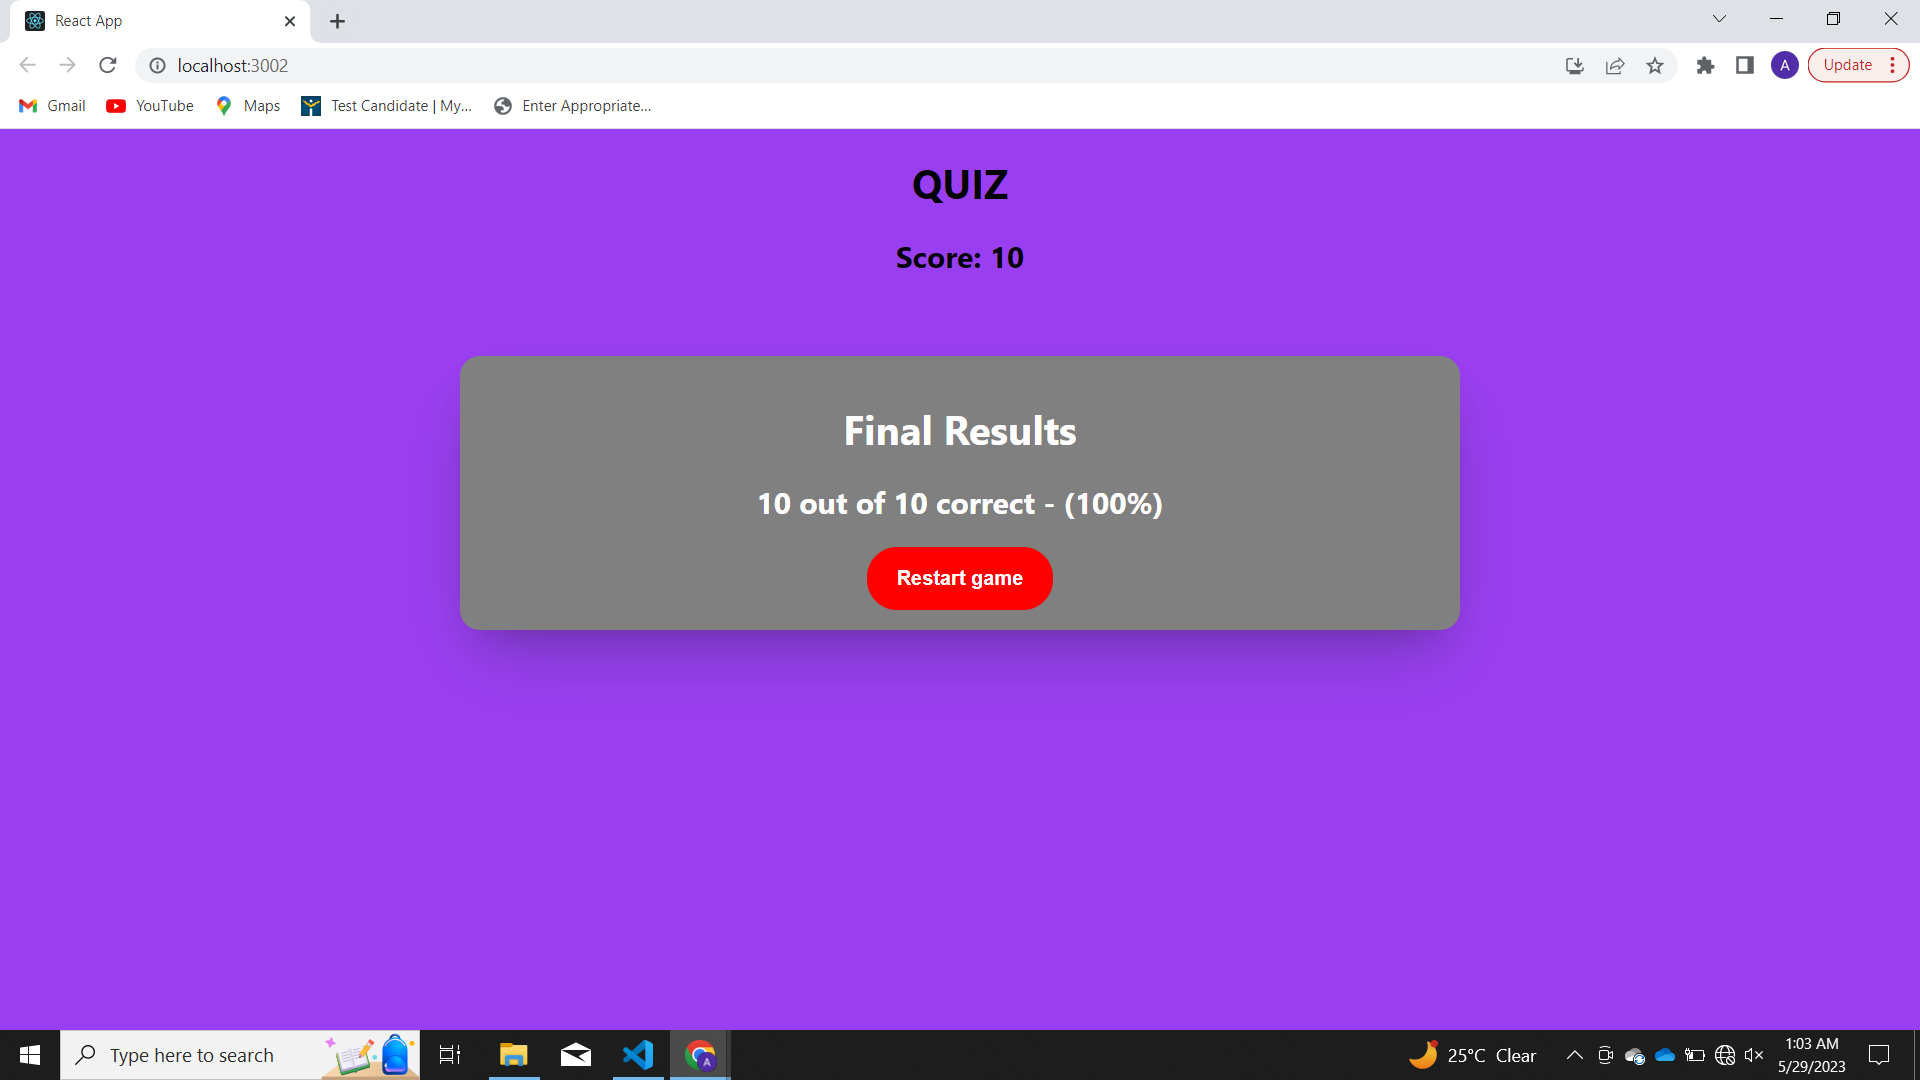 React App
localhost:3002
A
Update
Gmail
YouTube
Maps
Test Candidate | My...
Enter Appropriate...
QUIZ
Score: 10
Final Results
10 out of 10 correct - (100%)
Restart game
Type here to search
A
25°C Clear
1:03 AM
5/29/2023